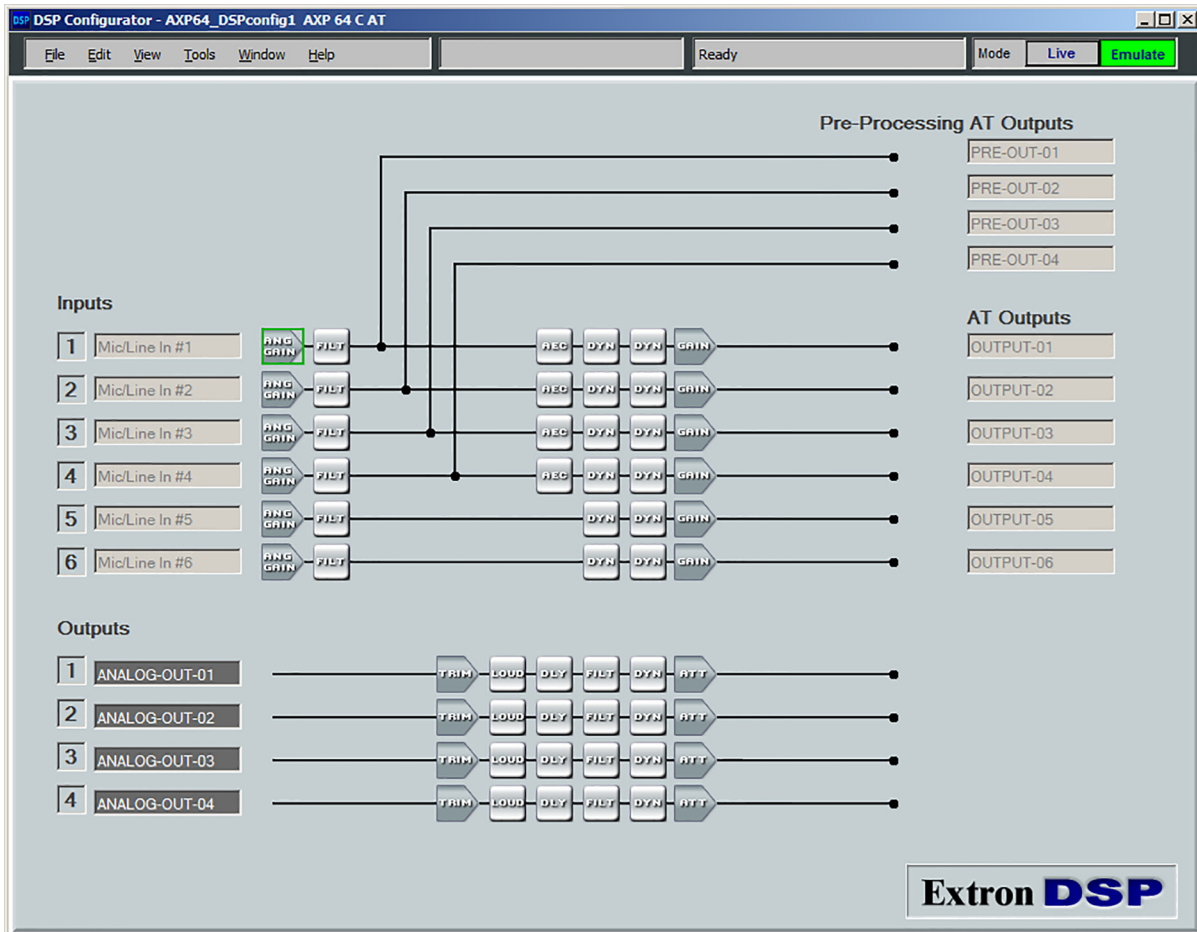 DSP DSP Configurator - AXP64_DSPconfig1 AXP 64 C AT
File Edit View Tools Window Help Ready Mode Live Emulate
Pre-Processing AT Outputs
PRE-OUT-01
PRE-OUT-02
PRE-OUT-03
PRE-OUT-04
Inputs
AT Outputs
1 Mic/Line In #1 ANG GAIN FILT AEC DYN DYN GAIN OUTPUT-01
2 Mic/Line In #2 ANG GAIN FILT AEC DYN DYN GAIN OUTPUT-02
3 Mic/Line In #3 ANG GAIN FILT AEC DYN DYN GAIN OUTPUT-03
4 Mic/Line In #4 ANG GAIN FILT AEC DYN DYN GAIN OUTPUT-04
5 Mic/Line In #5 ANG GAIN FILT DYN DYN GAIN OUTPUT-05
6 Mic/Line In #6 ANG GAIN FILT DYN DYN GAIN OUTPUT-06
Outputs
1 ANALOG-OUT-01 TRIM LOUD DLY FILT DYN ATT
2 ANALOG-OUT-02 TRIM LOUD DLY FILT DYN ATT
3 ANALOG-OUT-03 TRIM LOUD DLY FILT DYN ATT
4 ANALOG-OUT-04 TRIM LOUD DLY FILT DYN ATT
Extron DSP